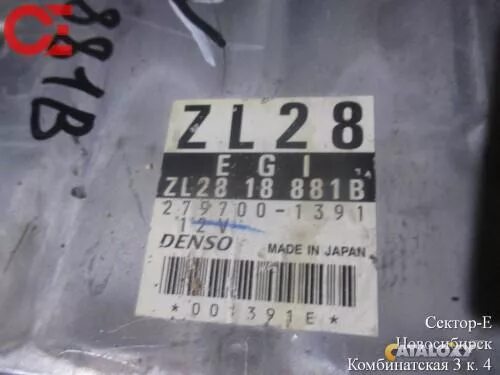 881B
ZL28
EGI
ZL28 18 881B
279700-1391
12V
DENSO
MADE IN JAPAN
*001391E*
Сектор-Е
Новосибирск
Комбинатская 3 к. 4
CATALOXY